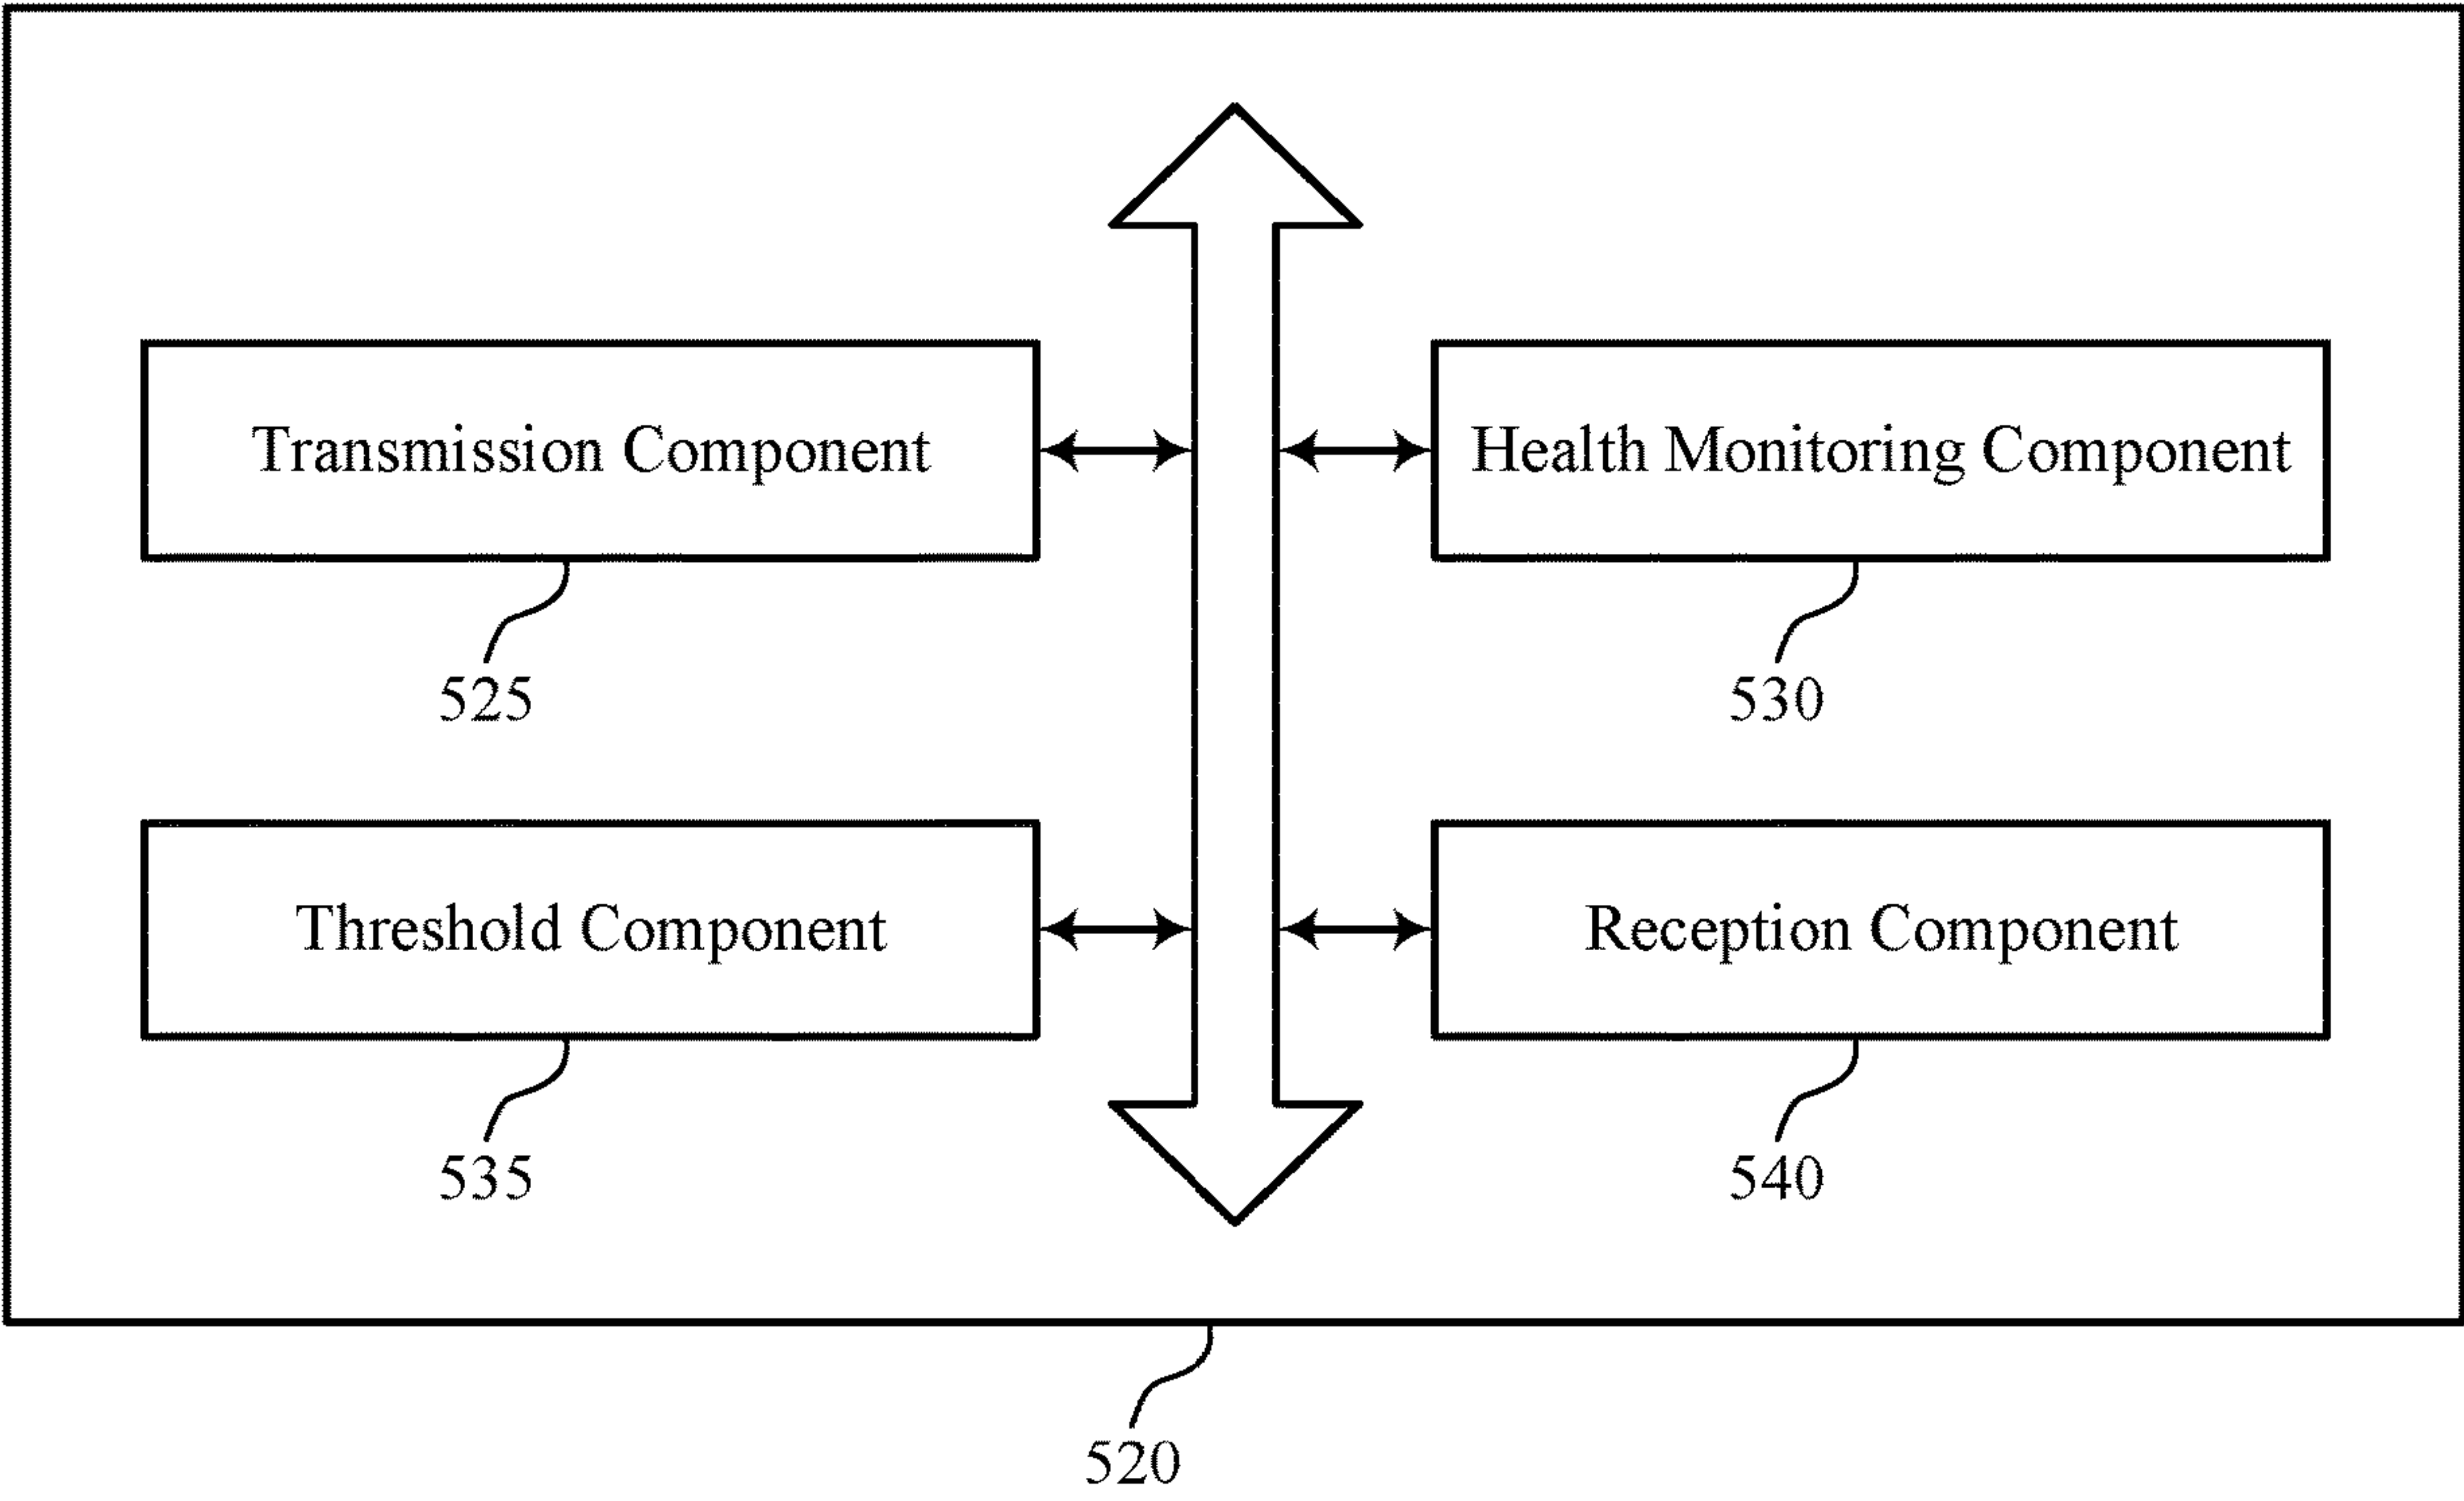 Transmission Component
Health Monitoring Component
525
530
Threshold Component
Reception Component
535
540
520